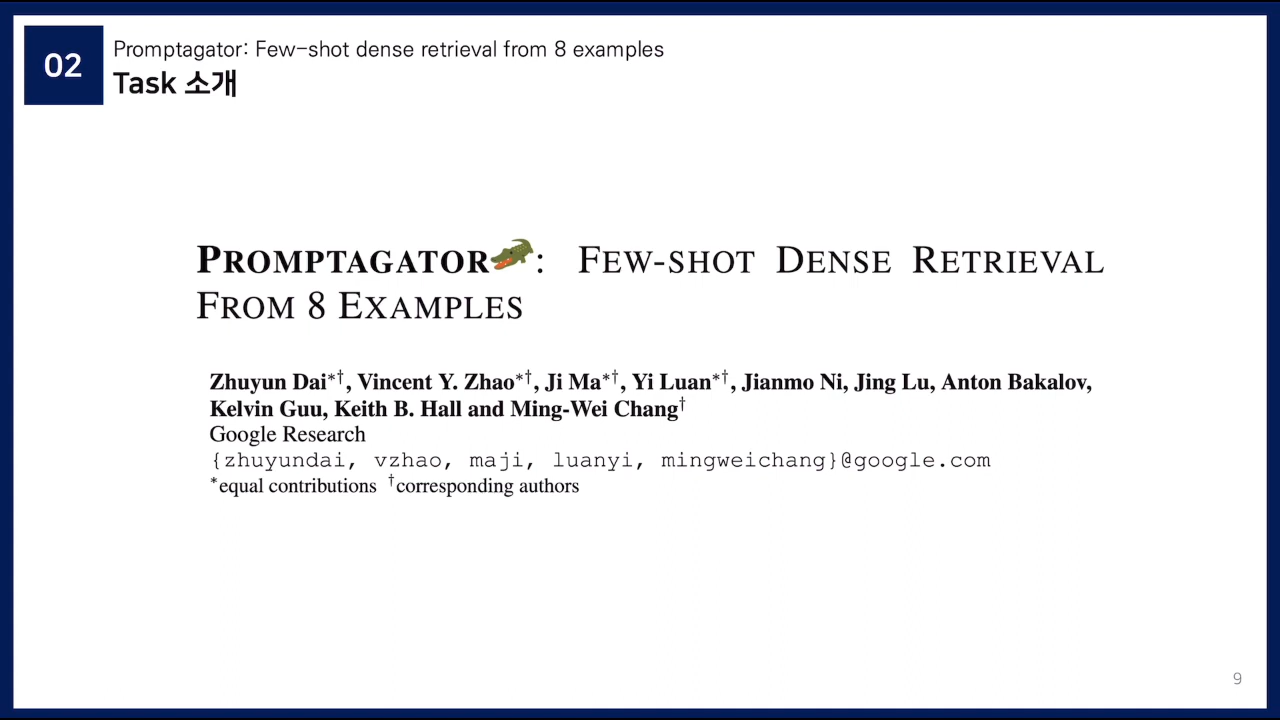 02
Promptagator: Few-shot dense retrieval from 8 examples
Task 소개
PROMPTAGATOR🐊: FEW-SHOT DENSE RETRIEVAL
FROM 8 EXAMPLES
Zhuyun Dai*†, Vincent Y. Zhao*†, Ji Ma*†, Yi Luan*†, Jianmo Ni, Jing Lu, Anton Bakalov,
Kelvin Guu, Keith B. Hall and Ming-Wei Chang†
Google Research
{zhuyundai, vzhao, maji, luanyi, mingweichang}@google.com
*equal contributions †corresponding authors
9